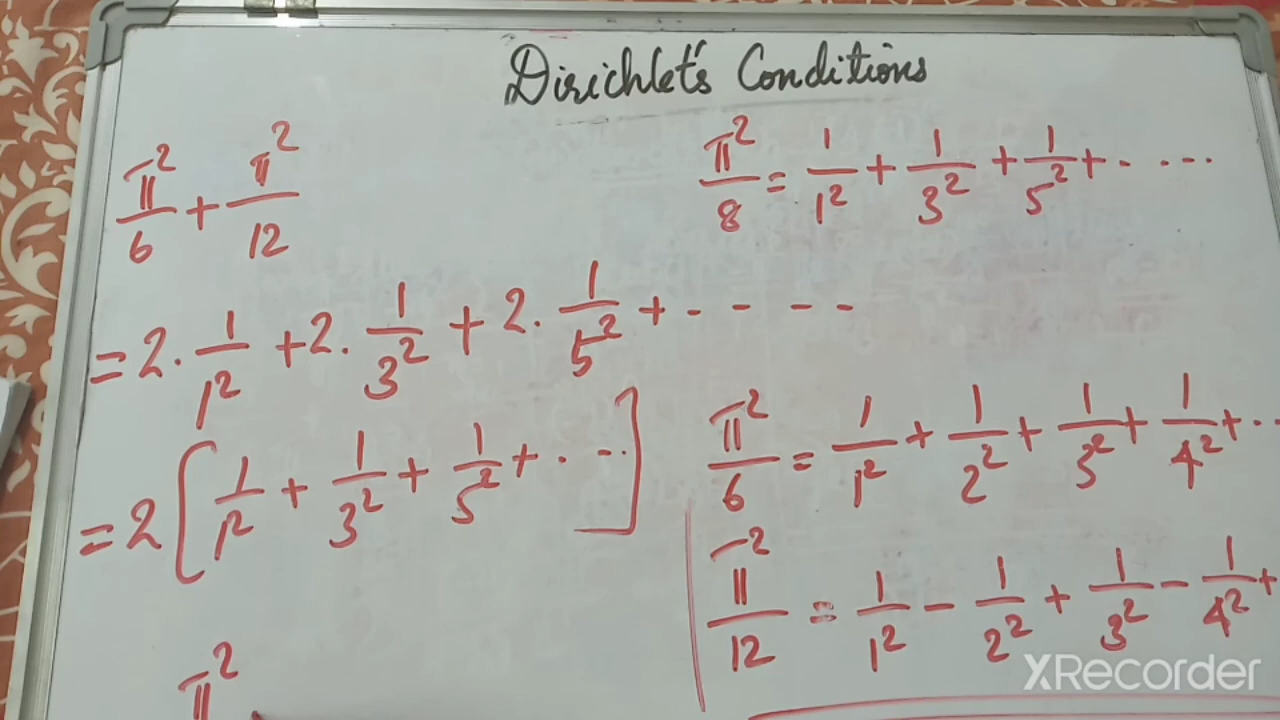 Dirichlet's Conditions
π²/6 + π²/12
π²/8 = 1/1² + 1/3² + 1/5² + - - - -
= 2. 1/1² + 2. 1/3² + 2. 1/5² + - - - -
= 2 [ 1/1² + 1/3² + 1/5² + - - - ]
π²/6 = 1/1² + 1/2² + 1/3² + 1/4² + - -
π²/12 = 1/1² - 1/2² + 1/3² - 1/4² +
π²
XRecorder